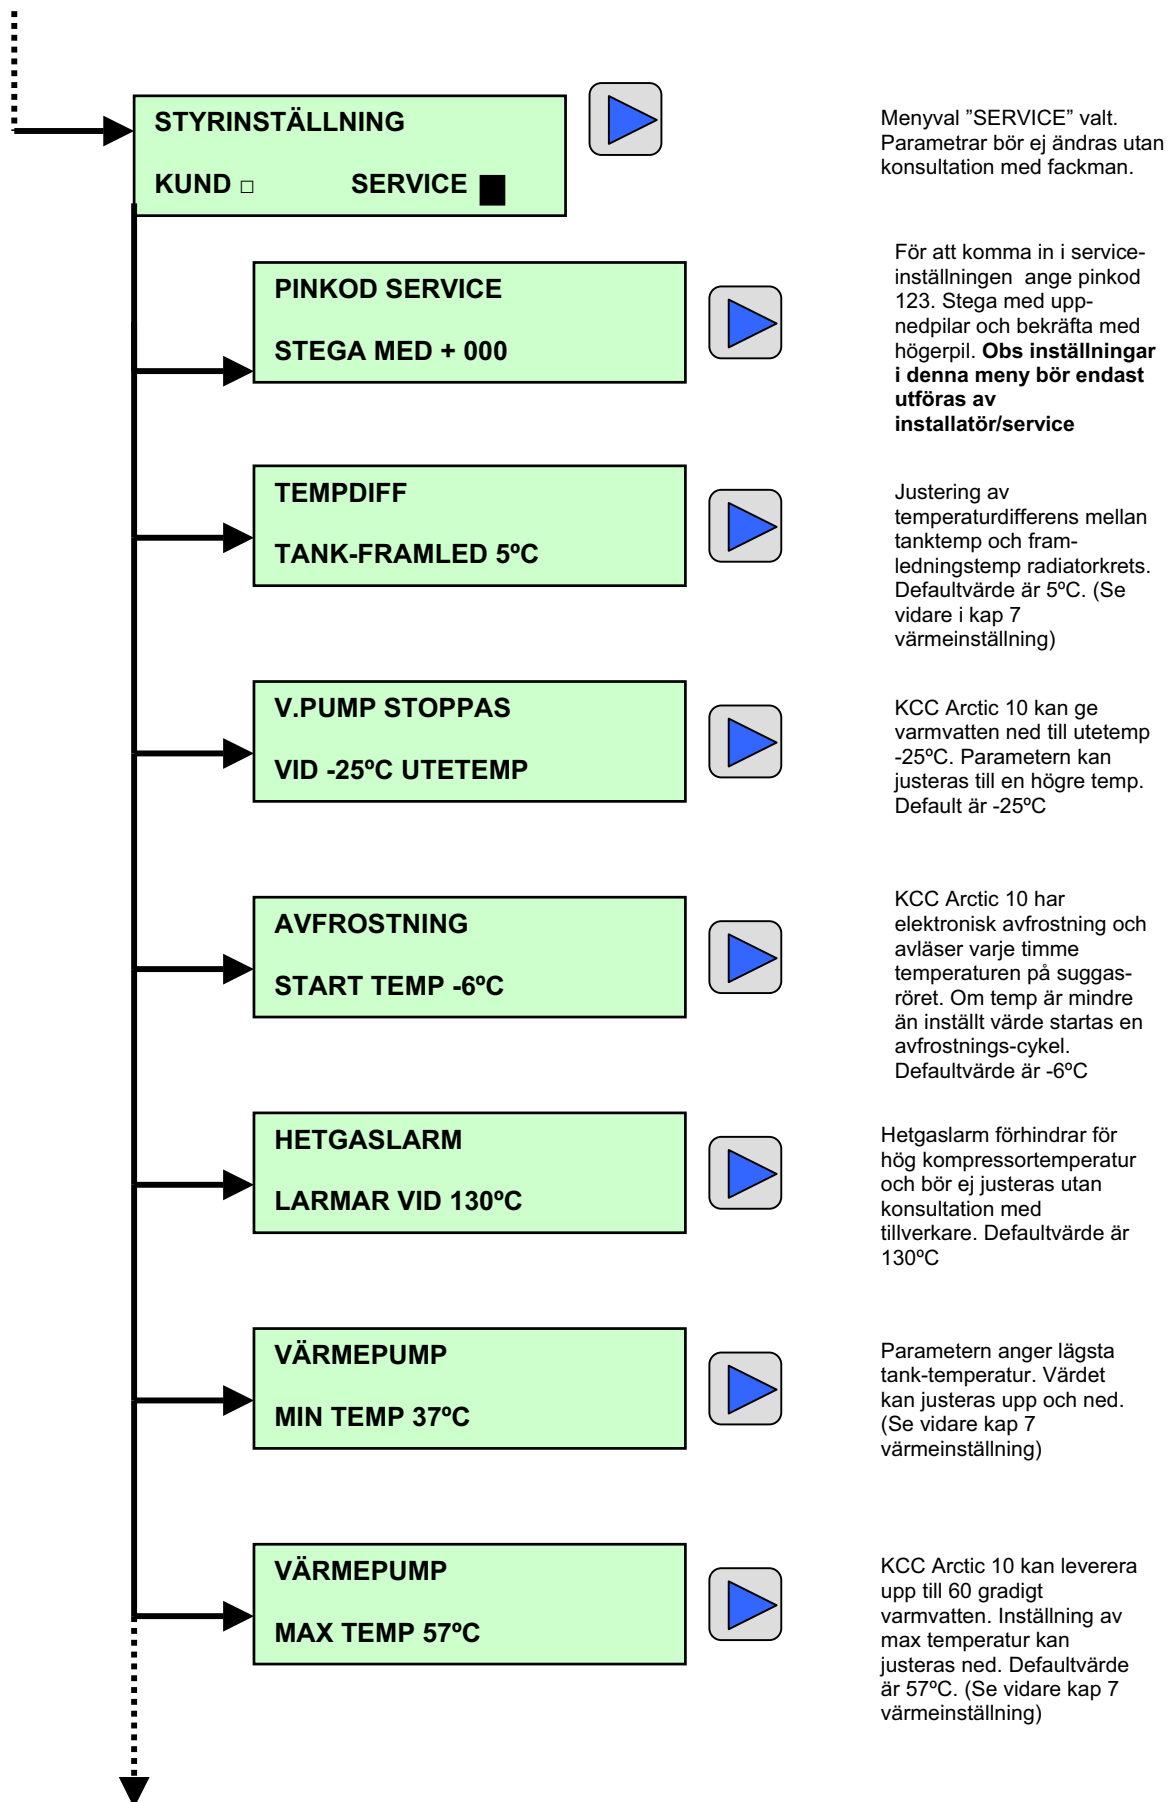 STYRINSTÄLLNING
KUND □ SERVICE ■
Menyval ”SERVICE” valt.
Parametrar bör ej ändras utan
konsultation med fackman.
PINKOD SERVICE
STEGA MED + 000
För att komma in i service-
inställningen ange pinkod
123. Stega med upp-
nedpilar och bekräfta med
högerpil. Obs inställningar
i denna meny bör endast
utföras av
installatör/service
TEMPDIFF
TANK-FRAMLED 5ºC
Justering av
temperaturdifferens mellan
tanktemp och fram-
ledningstemp radiatorkrets.
Defaultvärde är 5ºC. (Se
vidare i kap 7
värmeinställning)
V.PUMP STOPPAS
VID -25ºC UTETEMP
KCC Arctic 10 kan ge
varmvatten ned till utetemp
-25ºC. Parametern kan
justeras till en högre temp.
Default är -25ºC
AVFROSTNING
START TEMP -6ºC
KCC Arctic 10 har
elektronisk avfrostning och
avläser varje timme
temperaturen på suggas-
röret. Om temp är mindre
än inställt värde startas en
avfrostnings-cykel.
Defaultvärde är -6ºC
HETGASLARM
LARMAR VID 130ºC
Hetgaslarm förhindrar för
hög kompressortemperatur
och bör ej justeras utan
konsultation med
tillverkare. Defaultvärde är
130ºC
VÄRMEPUMP
MIN TEMP 37ºC
Parametern anger lägsta
tank-temperatur. Värdet
kan justeras upp och ned.
(Se vidare kap 7
värmeinställning)
VÄRMEPUMP
MAX TEMP 57ºC
KCC Arctic 10 kan leverera
upp till 60 gradigt
varmvatten. Inställning av
max temperatur kan
justeras ned. Defaultvärde
är 57ºC. (Se vidare kap 7
värmeinställning)